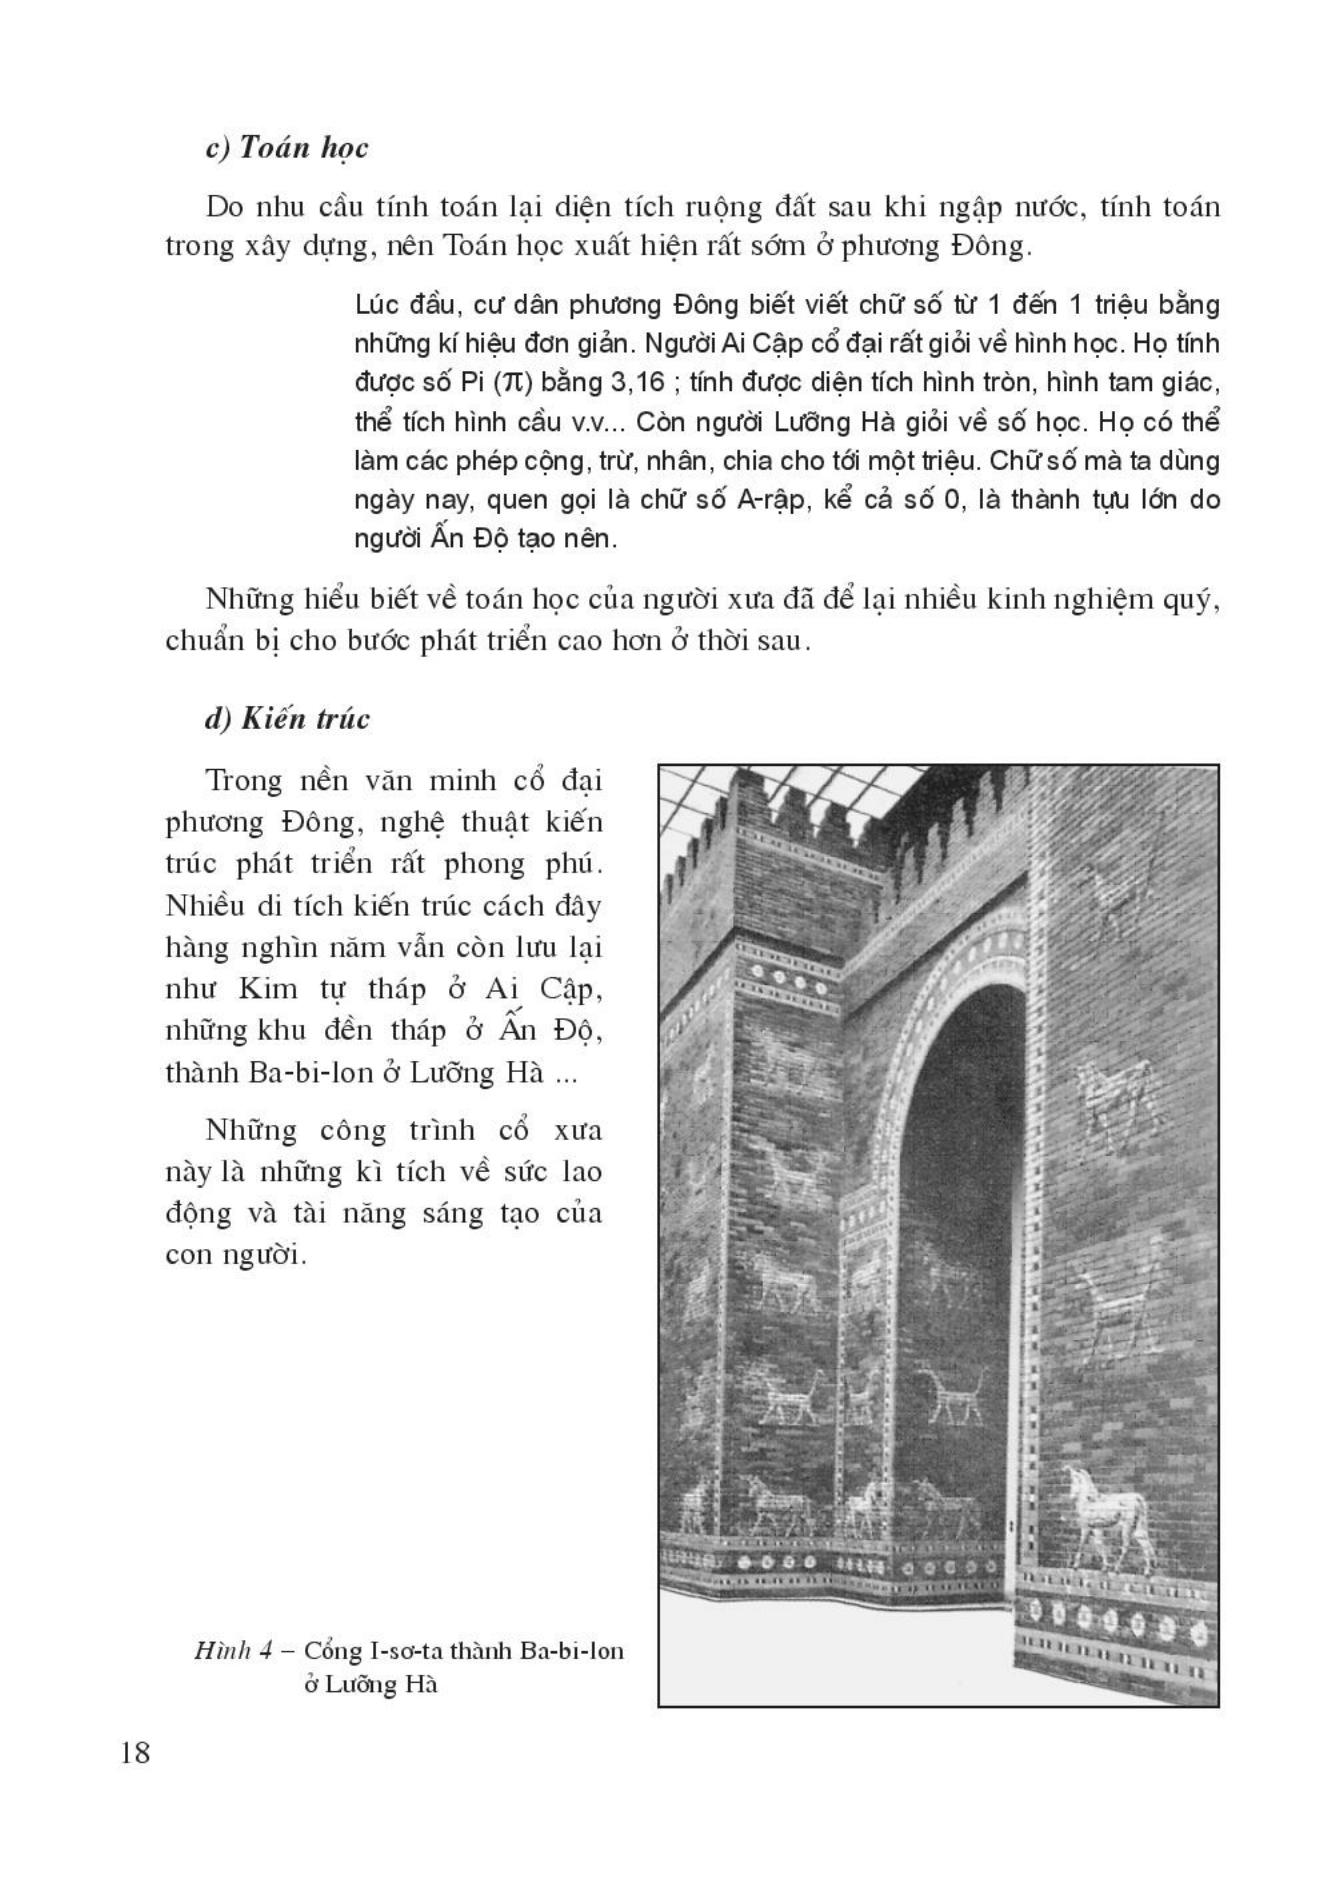 c) Toán học
Do nhu cầu tính toán lại diện tích ruộng đất sau khi ngập nước, tính toán
trong xây dựng, nên Toán học xuất hiện rất sớm ở phương Đông.
Lúc đầu, cư dân phương Đông biết viết chữ số từ 1 đến 1 triệu bằng
những kí hiệu đơn giản. Người Ai Cập cổ đại rất giỏi về hình học. Họ tính
được số Pi (π) bằng 3,16 ; tính được diện tích hình tròn, hình tam giác,
thể tích hình cầu v.v... Còn người Lưỡng Hà giỏi về số học. Họ có thể
làm các phép cộng, trừ, nhân, chia cho tới một triệu. Chữ số mà ta dùng
ngày nay, quen gọi là chữ số A-rập, kể cả số 0, là thành tựu lớn do
người Ấn Độ tạo nên.
Những hiểu biết về toán học của người xưa đã để lại nhiều kinh nghiệm quý,
chuẩn bị cho bước phát triển cao hơn ở thời sau.
d) Kiến trúc
Trong nền văn minh cổ đại
phương Đông, nghệ thuật kiến
trúc phát triển rất phong phú.
Nhiều di tích kiến trúc cách đây
hàng nghìn năm vẫn còn lưu lại
như Kim tự tháp ở Ai Cập,
những khu đền tháp ở Ấn Độ,
thành Ba-bi-lon ở Lưỡng Hà ...
Những công trình cổ xưa
này là những kì tích về sức lao
động và tài năng sáng tạo của
con người.
Hình 4 – Cổng I-sơ-ta thành Ba-bi-lon
ở Lưỡng Hà
18